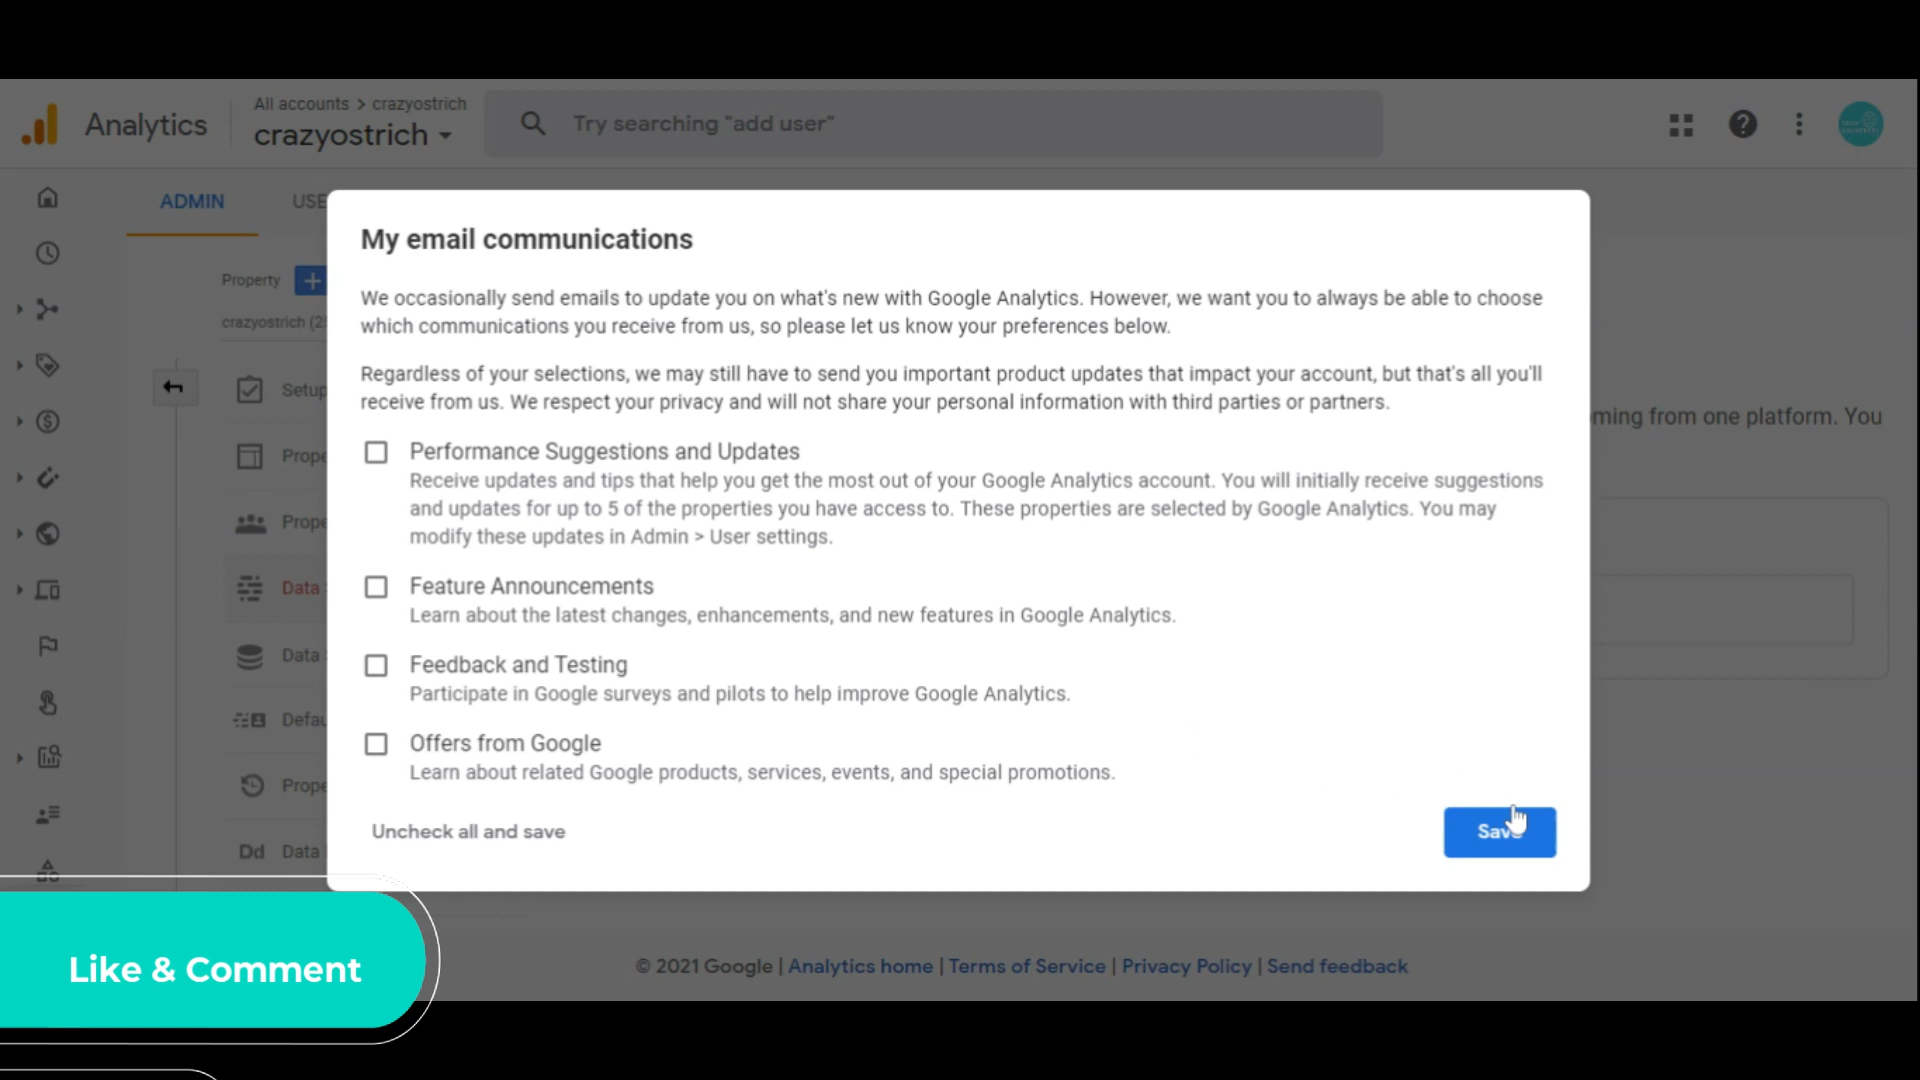 Analytics
All accounts > crazyostrich
crazyostrich
Try searching "add user"
ADMIN
USE
Property
crazyostrich (2
Setup
Prope
Prope
Data
Data
Defau
Prope
Dd Data
My email communications
We occasionally send emails to update you on what's new with Google Analytics. However, we want you to always be able to choose
which communications you receive from us, so please let us know your preferences below.
Regardless of your selections, we may still have to send you important product updates that impact your account, but that's all you'll
receive from us. We respect your privacy and will not share your personal information with third parties or partners.
Performance Suggestions and Updates
Receive updates and tips that help you get the most out of your Google Analytics account. You will initially receive suggestions
and updates for up to 5 of the properties you have access to. These properties are selected by Google Analytics. You may
modify these updates in Admin > User settings.
Feature Announcements
Learn about the latest changes, enhancements, and new features in Google Analytics.
Feedback and Testing
Participate in Google surveys and pilots to help improve Google Analytics.
Offers from Google
Learn about related Google products, services, events, and special promotions.
Uncheck all and save
Save
ming from one platform. You
Like & Comment
© 2021 Google | Analytics home | Terms of Service | Privacy Policy | Send feedback